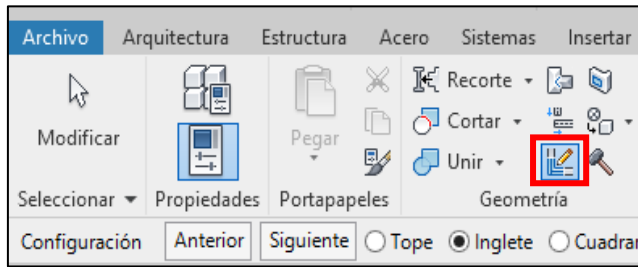 Archivo Arquitectura Estructura Acero Sistemas Insertar
Recorte
Modificar Pegar Cortar
Unir
Seleccionar Propiedades Portapapeles Geometría
Configuración Anterior Siguiente Tope Inglete Cuadrar